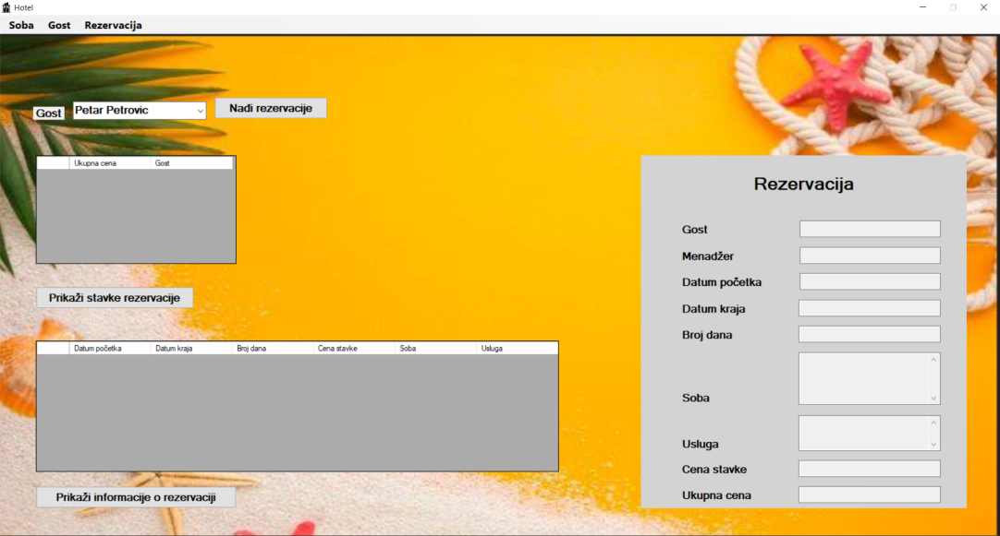 Hotel
Soba Gost Rezervacija
Gost Petar Petrovic Nađi rezervacije
Ukupna cena Gost
Prikaži stavke rezervacije
Datum početka Datum kraja Broj dana Cena stavke Soba Usluga
Prikaži informacije o rezervaciji
Rezervacija
Gost
Menadžer
Datum početka
Datum kraja
Broj dana
Soba
Usluga
Cena stavke
Ukupna cena